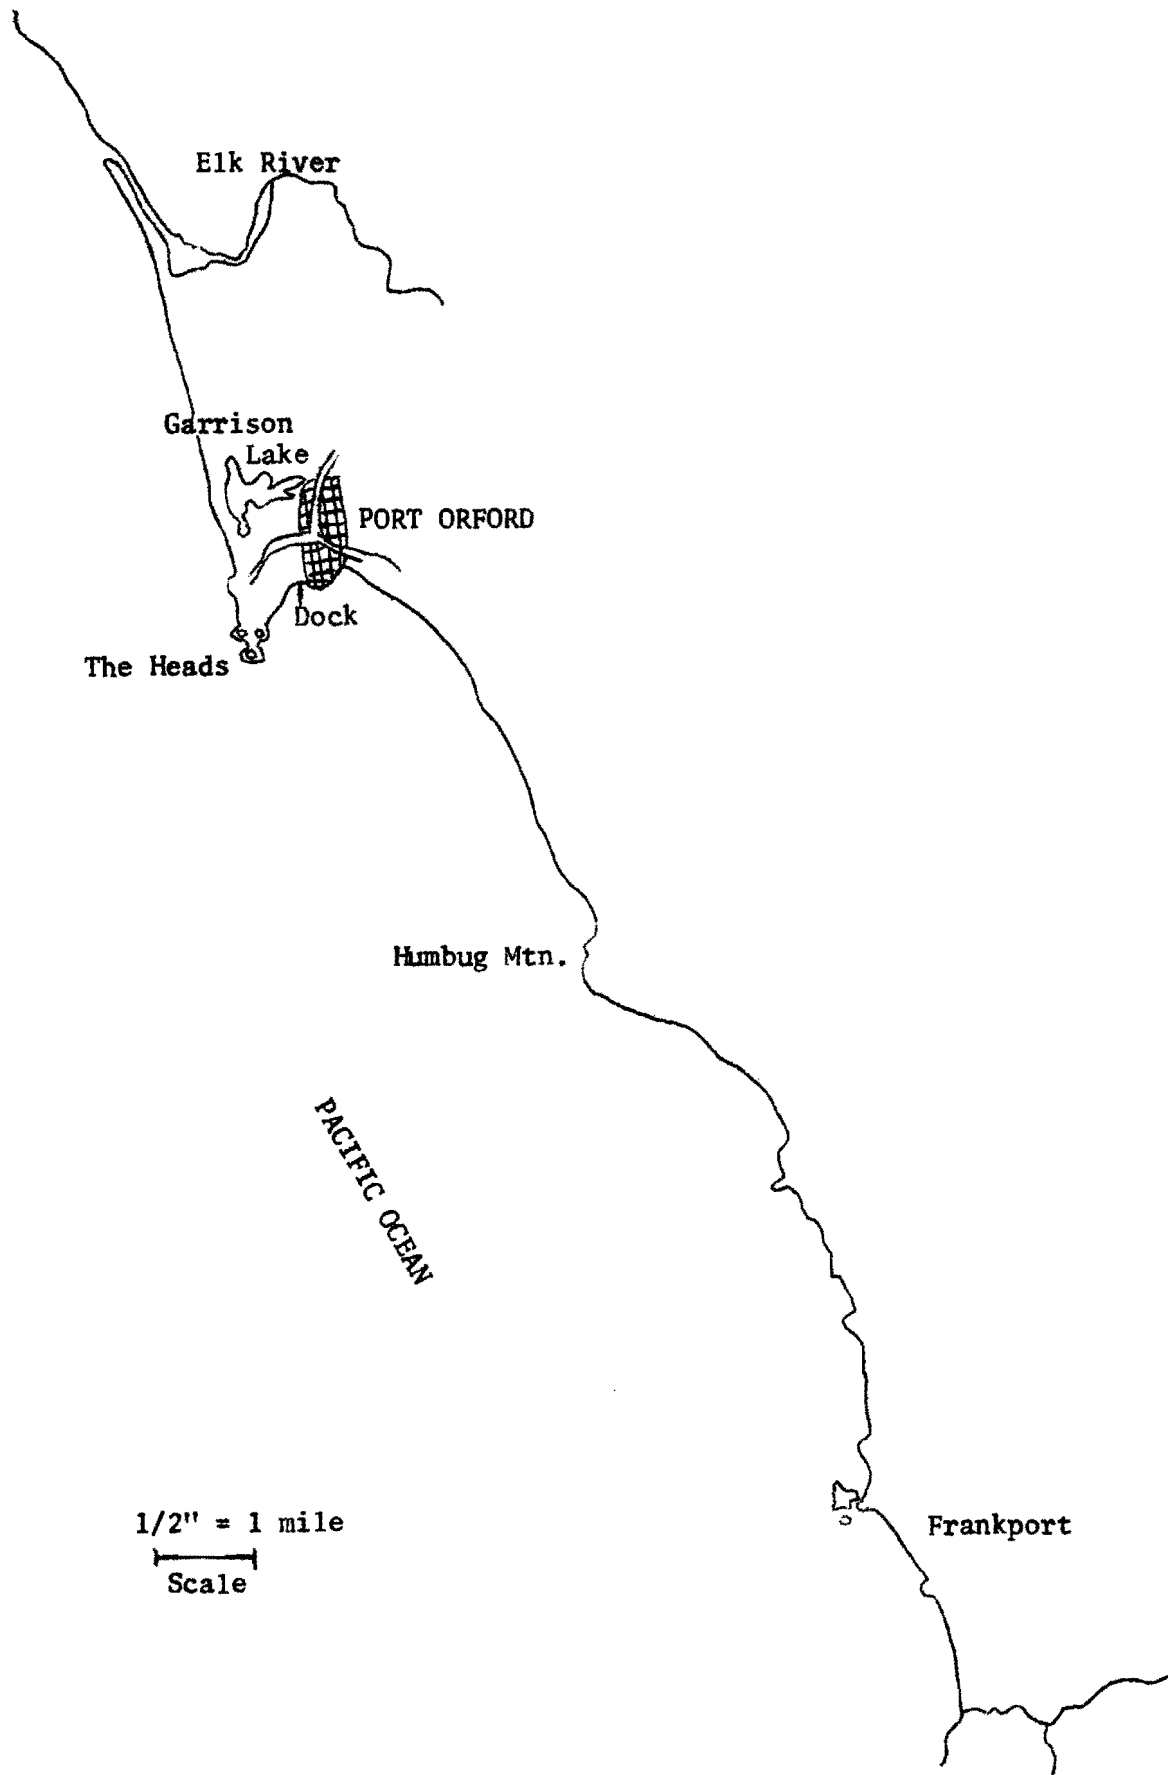 Elk River
Garrison
Lake
PORT ORFORD
Dock
The Heads
Humbug Mtn.
PACIFIC OCEAN
1/2" = 1 mile
Scale
Frankport